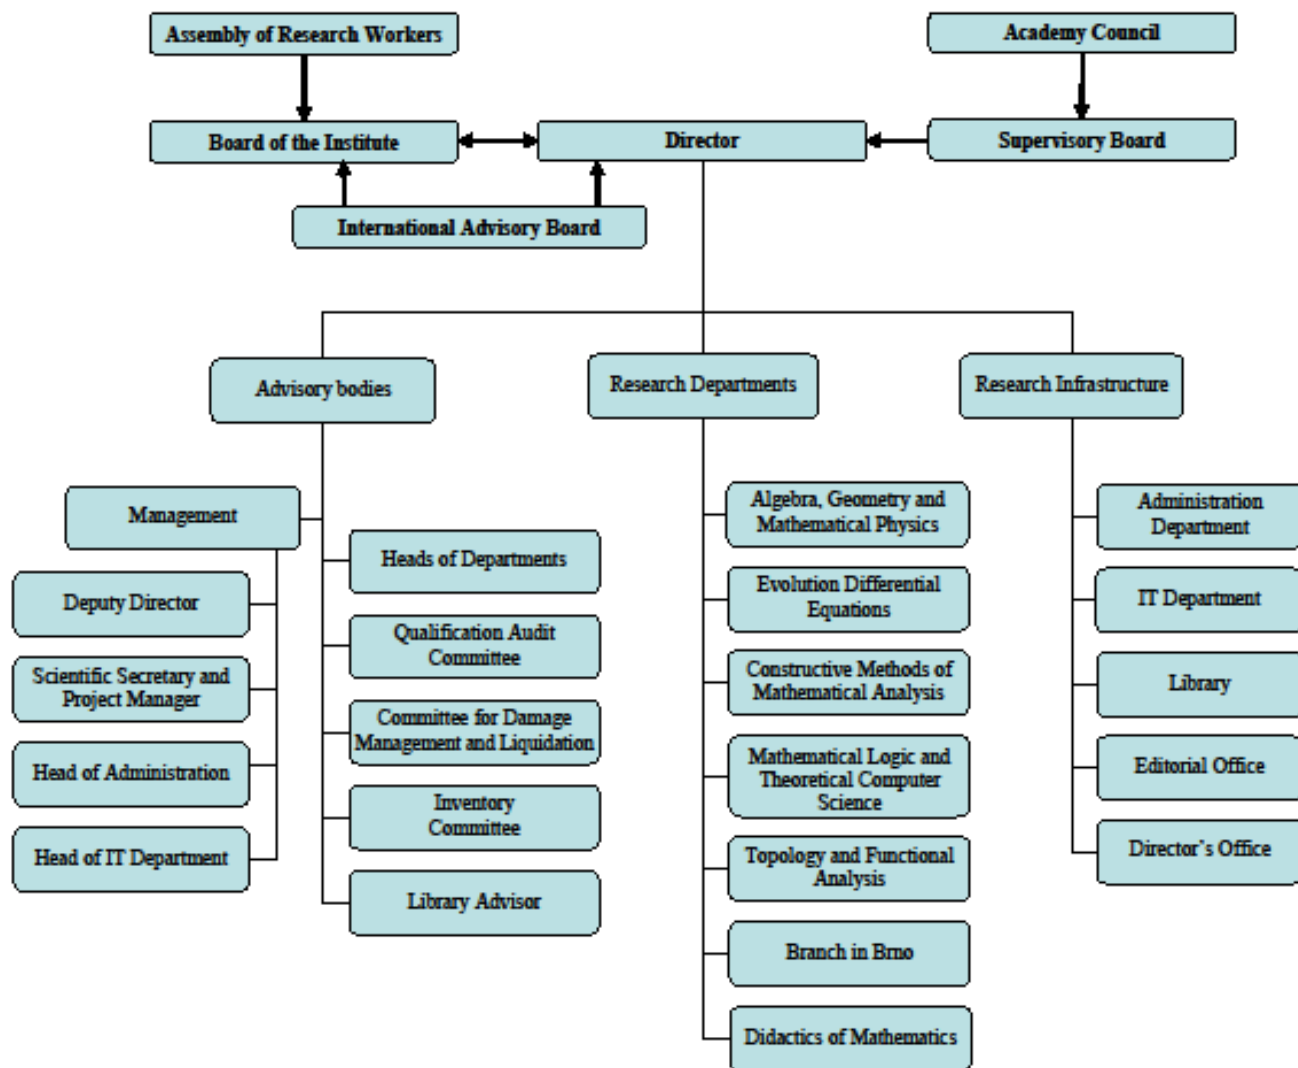 Assembly of Research Workers
Academy Council
Board of the Institute
Director
Supervisory Board
International Advisory Board
Advisory bodies
Research Departments
Research Infrastructure
Management
Deputy Director
Scientific Secretary and
Project Manager
Head of Administration
Head of IT Department
Heads of Departments
Qualification Audit
Committee
Committee for Damage
Management and Liquidation
Inventory
Committee
Library Advisor
Algebra, Geometry and
Mathematical Physics
Evolution Differential
Equations
Constructive Methods of
Mathematical Analysis
Mathematical Logic and
Theoretical Computer
Science
Topology and Functional
Analysis
Branch in Brno
Didactics of Mathematics
Administration
Department
IT Department
Library
Editorial Office
Director's Office